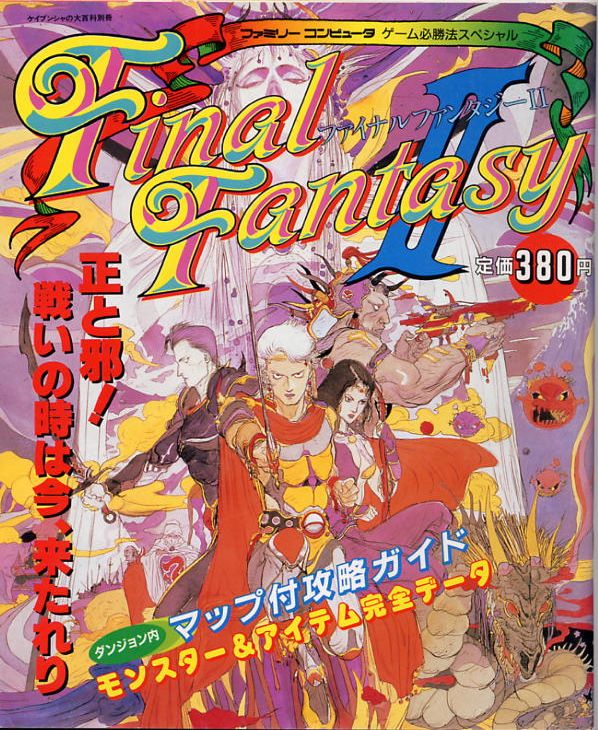 ケイブンシャの大百科別冊
ファミリー コンピュータ ゲーム必勝法スペシャル
Final
ファイナルファンタジーII
Fantasy
II
定価380円
正と邪!
戦いの時は今、来たれり
ダンジョン内 マップ付攻略ガイド
モンスター&アイテム完全データ